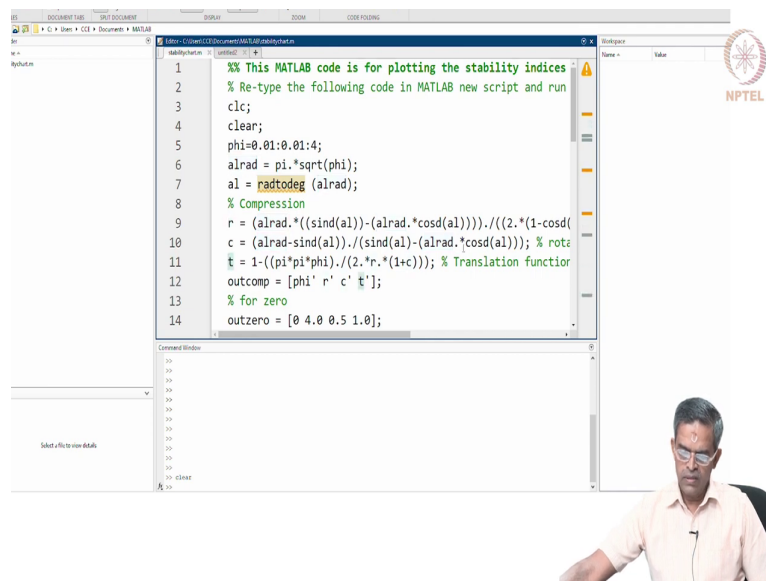 DOCUMENT TABS
SPLIT DOCUMENT
DISPLAY
ZOOM
CODE FOLDING
C: ▸ Users ▸ CCE ▸ Documents ▸ MATLAB
Editor - C:\Users\CCE\Documents\MATLAB\stabilitychart.m
Workspace
stabilitychart.m
untitled2
+
Name
Value
1 %% This MATLAB code is for plotting the stability indices
2 % Re-type the following code in MATLAB new script and run
3 clc;
4 clear;
5 phi=0.01:0.01:4;
6 alrad = pi.*sqrt(phi);
7 al = radtodeg (alrad);
8 % Compression
9 r = (alrad.*((sind(al))-(alrad.*cosd(al))))./((2.*(1-cosd(
10 c = (alrad-sind(al))./(sind(al)-(alrad.*cosd(al))); % rota
11 t = 1-((pi*pi*phi)./(2.*r.*(1+c))); % Translation function
12 outcomp = [phi' r' c' t'];
13 % for zero
14 outzero = [0 4.0 0.5 1.0];
Command Window
>>
>>
>>
>>
>>
>>
>>
>>
>>
>>
>>
>>
>> clear
fx >>
Select a file to view details
NPTEL